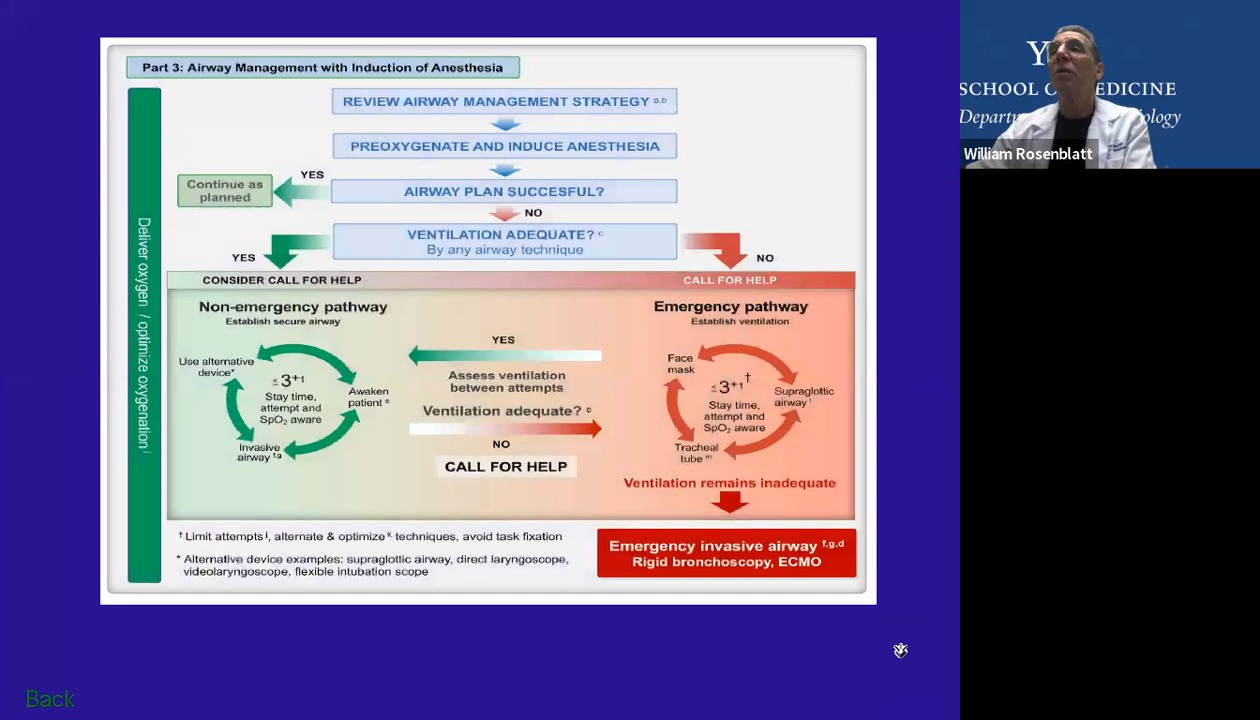 Part 3: Airway Management with Induction of Anesthesia
REVIEW AIRWAY MANAGEMENT STRATEGY a,b
PREOXYGENATE AND INDUCE ANESTHESIA
YES
Continue as
planned
AIRWAY PLAN SUCCESFUL?
NO
VENTILATION ADEQUATE? c
By any airway technique
YES
NO
Deliver oxygen / optimize oxygenation i
CONSIDER CALL FOR HELP
CALL FOR HELP
Non-emergency pathway
Establish secure airway
Use alternative
device*
≤ 3+1
Stay time,
attempt and
SpO2 aware
Awaken
patient e
Invasive
airway f,g
YES
Assess ventilation
between attempts
Ventilation adequate? c
NO
CALL FOR HELP
Emergency pathway
Establish ventilation
Face
mask
≤ 3+1 †
Stay time,
attempt and
SpO2 aware
Supraglottic
airway l
Tracheal
tube m
Ventilation remains inadequate
Emergency invasive airway f,g,d
Rigid bronchoscopy, ECMO
† Limit attempts j, alternate & optimize k techniques, avoid task fixation
* Alternative device examples: supraglottic airway, direct laryngoscope,
videolaryngoscope, flexible intubation scope
Back
Y
SCHOOL O MEDICINE
William Rosenblatt